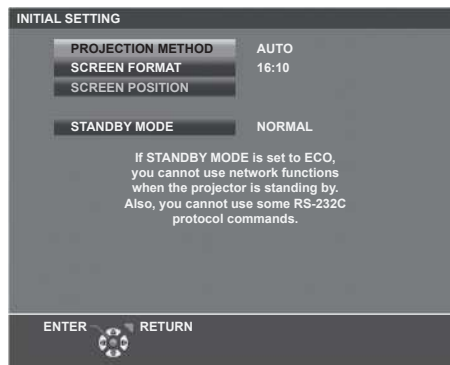 INITIAL SETTING
PROJECTION METHOD AUTO
SCREEN FORMAT 16:10
SCREEN POSITION
STANDBY MODE NORMAL
If STANDBY MODE is set to ECO,
you cannot use network functions
when the projector is standing by.
Also, you cannot use some RS-232C
protocol commands.
ENTER RETURN